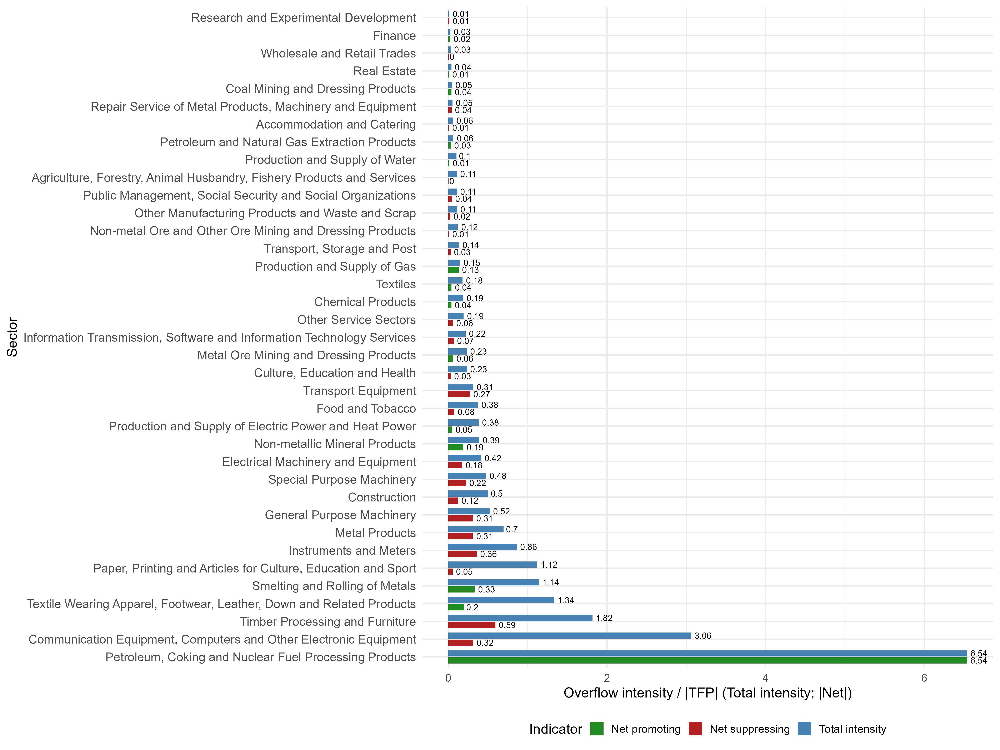 Research and Experimental Development 0.01 0.01
Finance 0.03 0.02
Wholesale and Retail Trades 0.03 0
Real Estate 0.04 0.01
Coal Mining and Dressing Products 0.05 0.04
Repair Service of Metal Products, Machinery and Equipment 0.05 0.04
Accommodation and Catering 0.06 0.01
Petroleum and Natural Gas Extraction Products 0.06 0.03
Production and Supply of Water 0.1 0.01
Agriculture, Forestry, Animal Husbandry, Fishery Products and Services 0.11 0
Public Management, Social Security and Social Organizations 0.11 0.04
Other Manufacturing Products and Waste and Scrap 0.11 0.02
Non-metal Ore and Other Ore Mining and Dressing Products 0.12 0.01
Transport, Storage and Post 0.14 0.03
Production and Supply of Gas 0.15 0.13
Textiles 0.18 0.04
Chemical Products 0.19 0.04
Other Service Sectors 0.19 0.06
Information Transmission, Software and Information Technology Services 0.22 0.07
Metal Ore Mining and Dressing Products 0.23 0.06
Culture, Education and Health 0.23 0.03
Transport Equipment 0.31 0.27
Food and Tobacco 0.38 0.08
Production and Supply of Electric Power and Heat Power 0.38 0.05
Non-metallic Mineral Products 0.39 0.19
Electrical Machinery and Equipment 0.42 0.18
Special Purpose Machinery 0.48 0.22
Construction 0.5 0.12
General Purpose Machinery 0.52 0.31
Metal Products 0.7 0.31
Instruments and Meters 0.86 0.36
Paper, Printing and Articles for Culture, Education and Sport 1.12 0.05
Smelting and Rolling of Metals 1.14 0.33
Textile Wearing Apparel, Footwear, Leather, Down and Related Products 1.34 0.2
Timber Processing and Furniture 1.82 0.59
Communication Equipment, Computers and Other Electronic Equipment 3.06 0.32
Petroleum, Coking and Nuclear Fuel Processing Products 6.54 6.54
Sector
0 2 4 6
Overflow intensity / |TFP| (Total intensity; |Net|)
Indicator Net promoting Net suppressing Total intensity